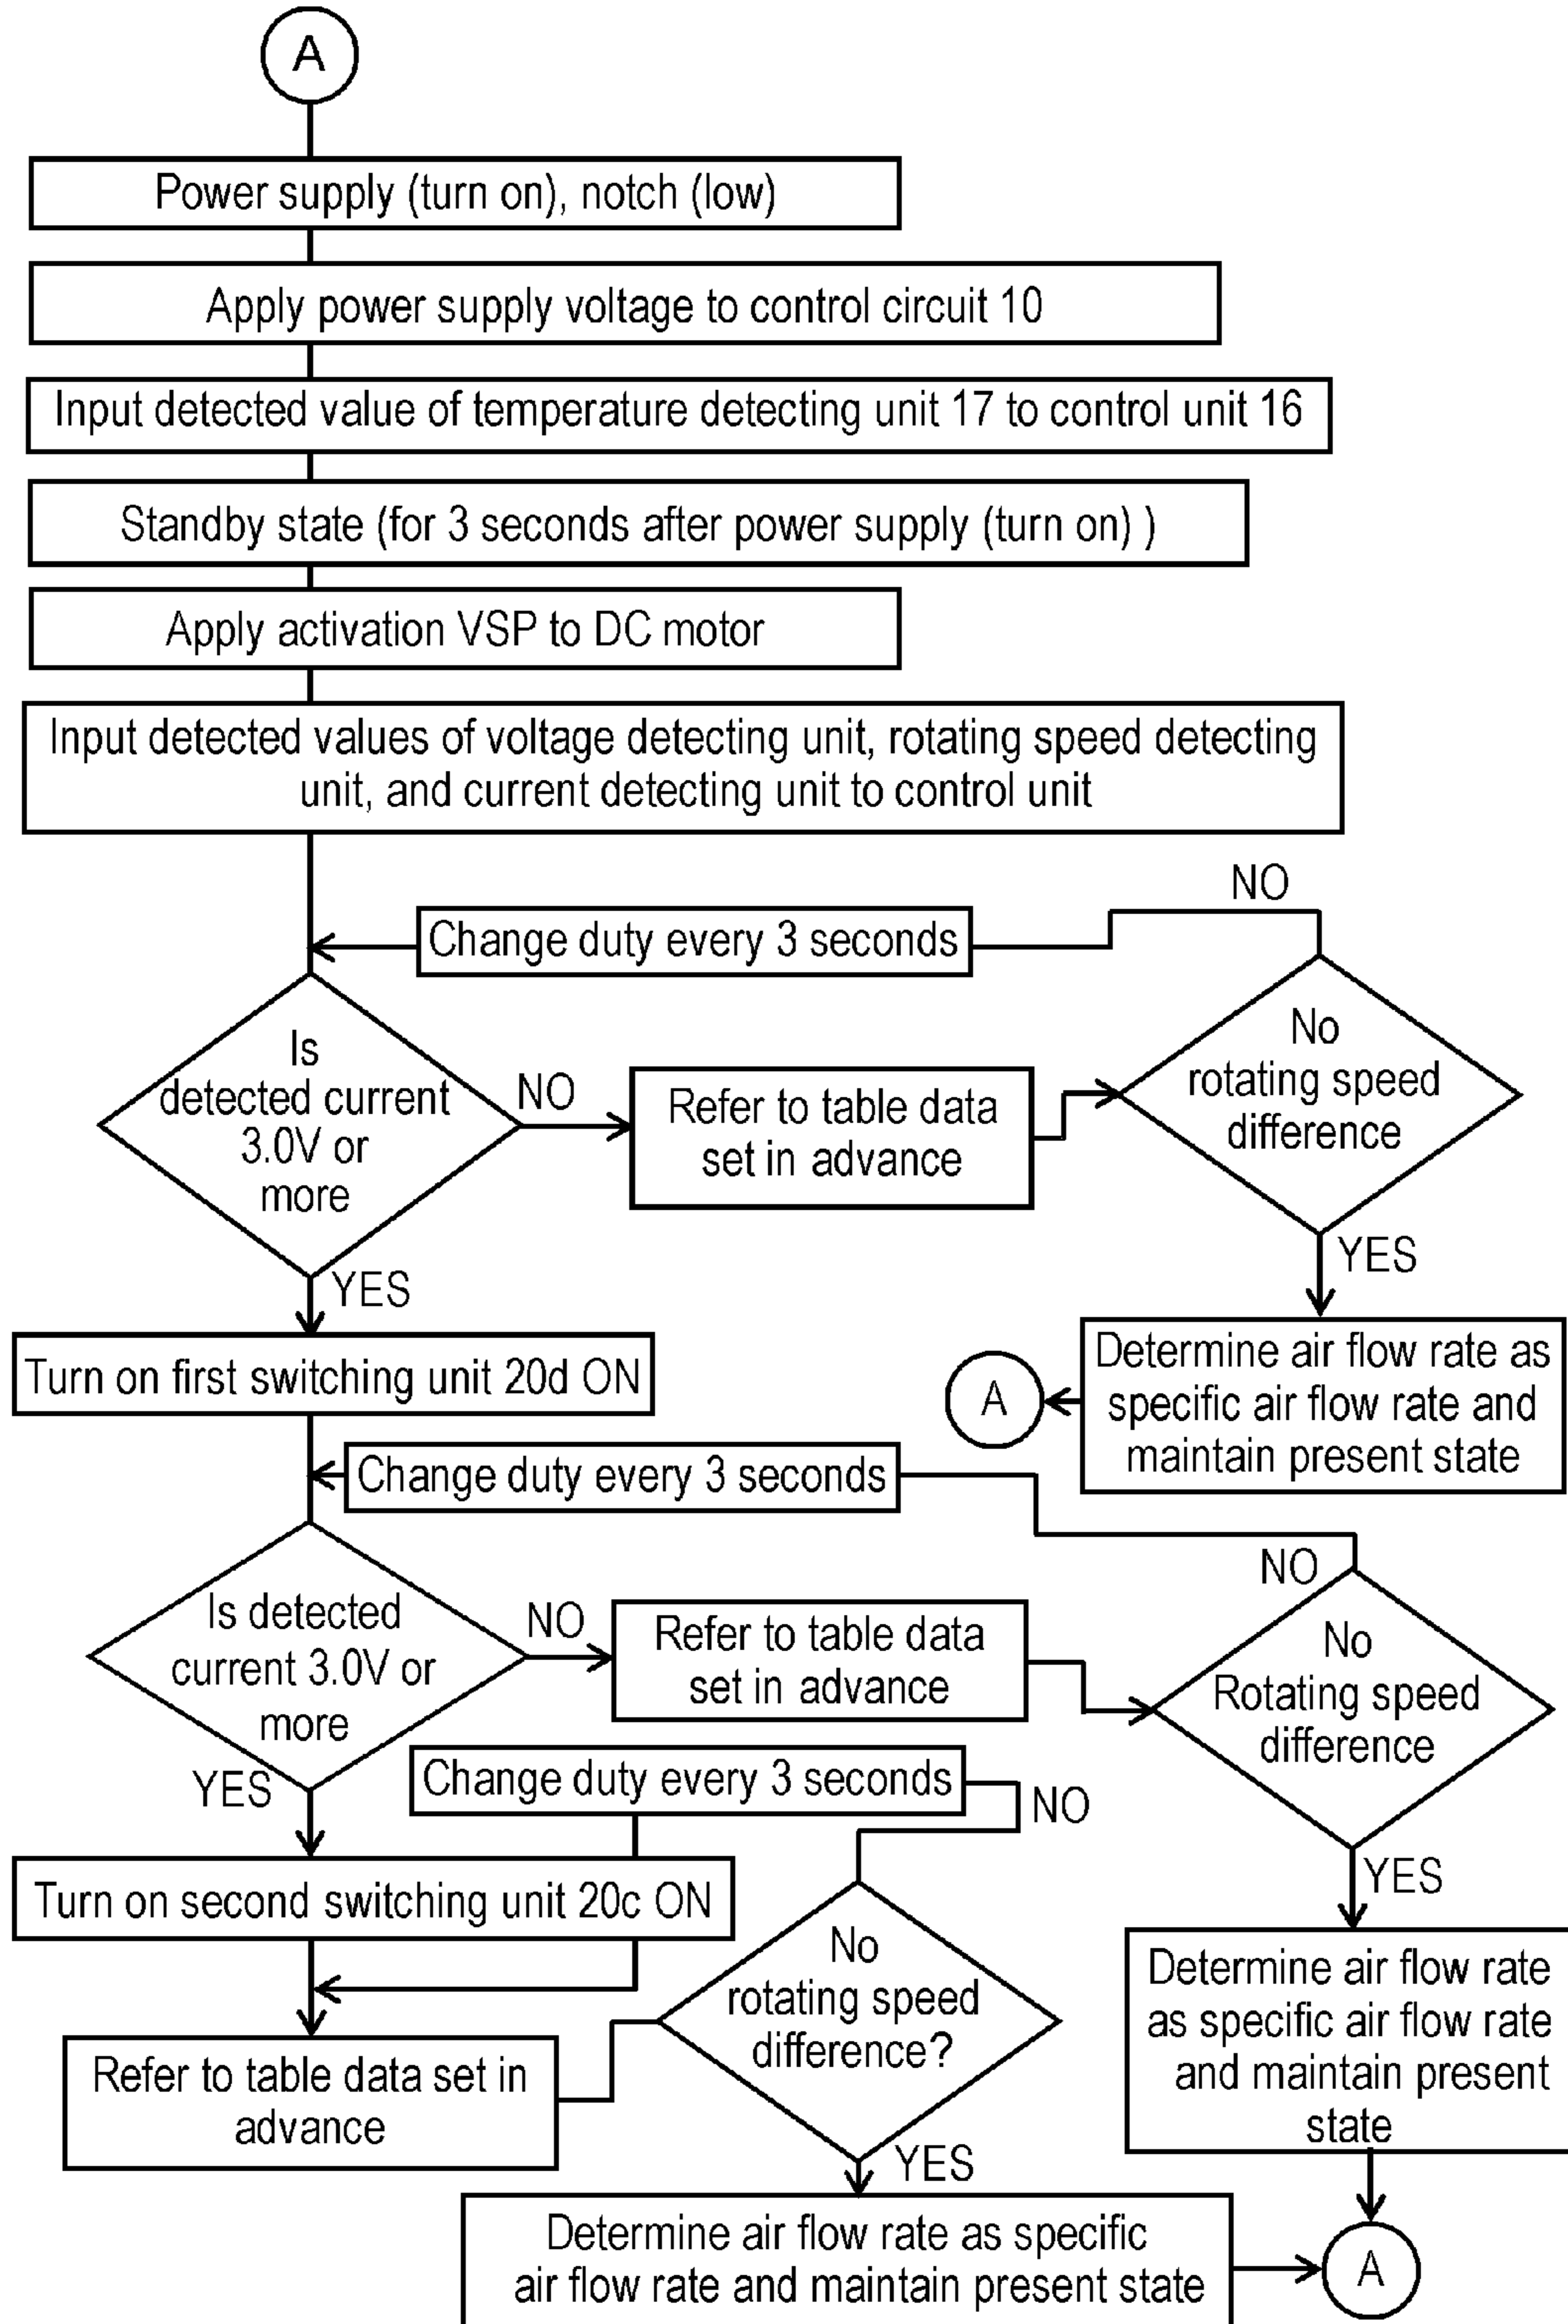 A
Power supply (turn on), notch (low)
Apply power supply voltage to control circuit 10
Input detected value of temperature detecting unit 17 to control unit 16
Standby state (for 3 seconds after power supply (turn on) )
Apply activation VSP to DC motor
Input detected values of voltage detecting unit, rotating speed detecting
unit, and current detecting unit to control unit
NO
Change duty every 3 seconds
Is
detected current
3.0V or
more
NO
Refer to table data
set in advance
No
rotating speed
difference
YES
YES
Turn on first switching unit 20d ON
A
Determine air flow rate as
specific air flow rate and
maintain present state
Change duty every 3 seconds
NO
Is detected
current 3.0V or
more
NO
Refer to table data
set in advance
No
Rotating speed
difference
YES
Change duty every 3 seconds
NO
YES
Turn on second switching unit 20c ON
No
rotating speed
difference?
Determine air flow rate
as specific air flow rate
and maintain present
state
Refer to table data set in
advance
YES
Determine air flow rate as specific
air flow rate and maintain present state
A